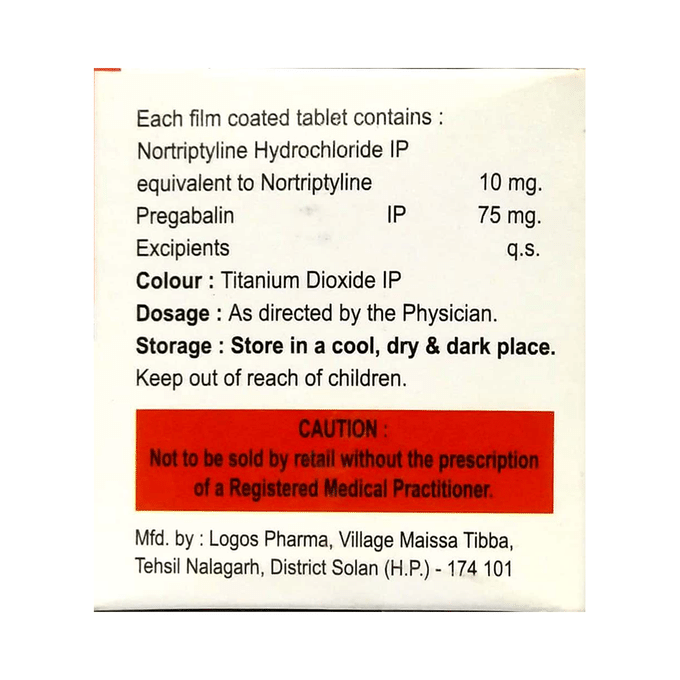 Each film coated tablet contains :
Nortriptyline Hydrochloride IP
equivalent to Nortriptyline 10 mg.
Pregabalin IP 75 mg.
Excipients q.s.
Colour : Titanium Dioxide IP
Dosage : As directed by the Physician.
Storage : Store in a cool, dry & dark place.
Keep out of reach of children.
CAUTION :
Not to be sold by retail without the prescription
of a Registered Medical Practitioner.
Mfd. by : Logos Pharma, Village Maissa Tibba,
Tehsil Nalagarh, District Solan (H.P.) - 174 101